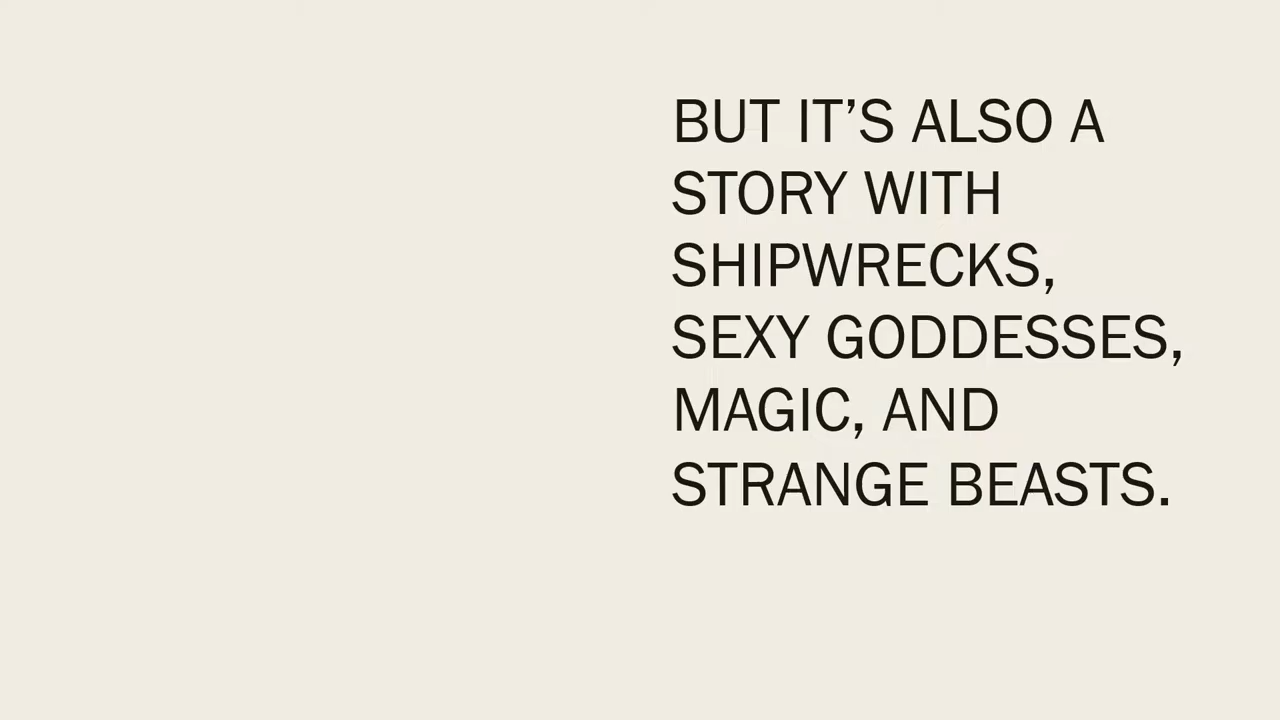 BUT IT’S ALSO A
STORY WITH
SHIPWRECKS,
SEXY GODDESSES,
MAGIC, AND
STRANGE BEASTS.